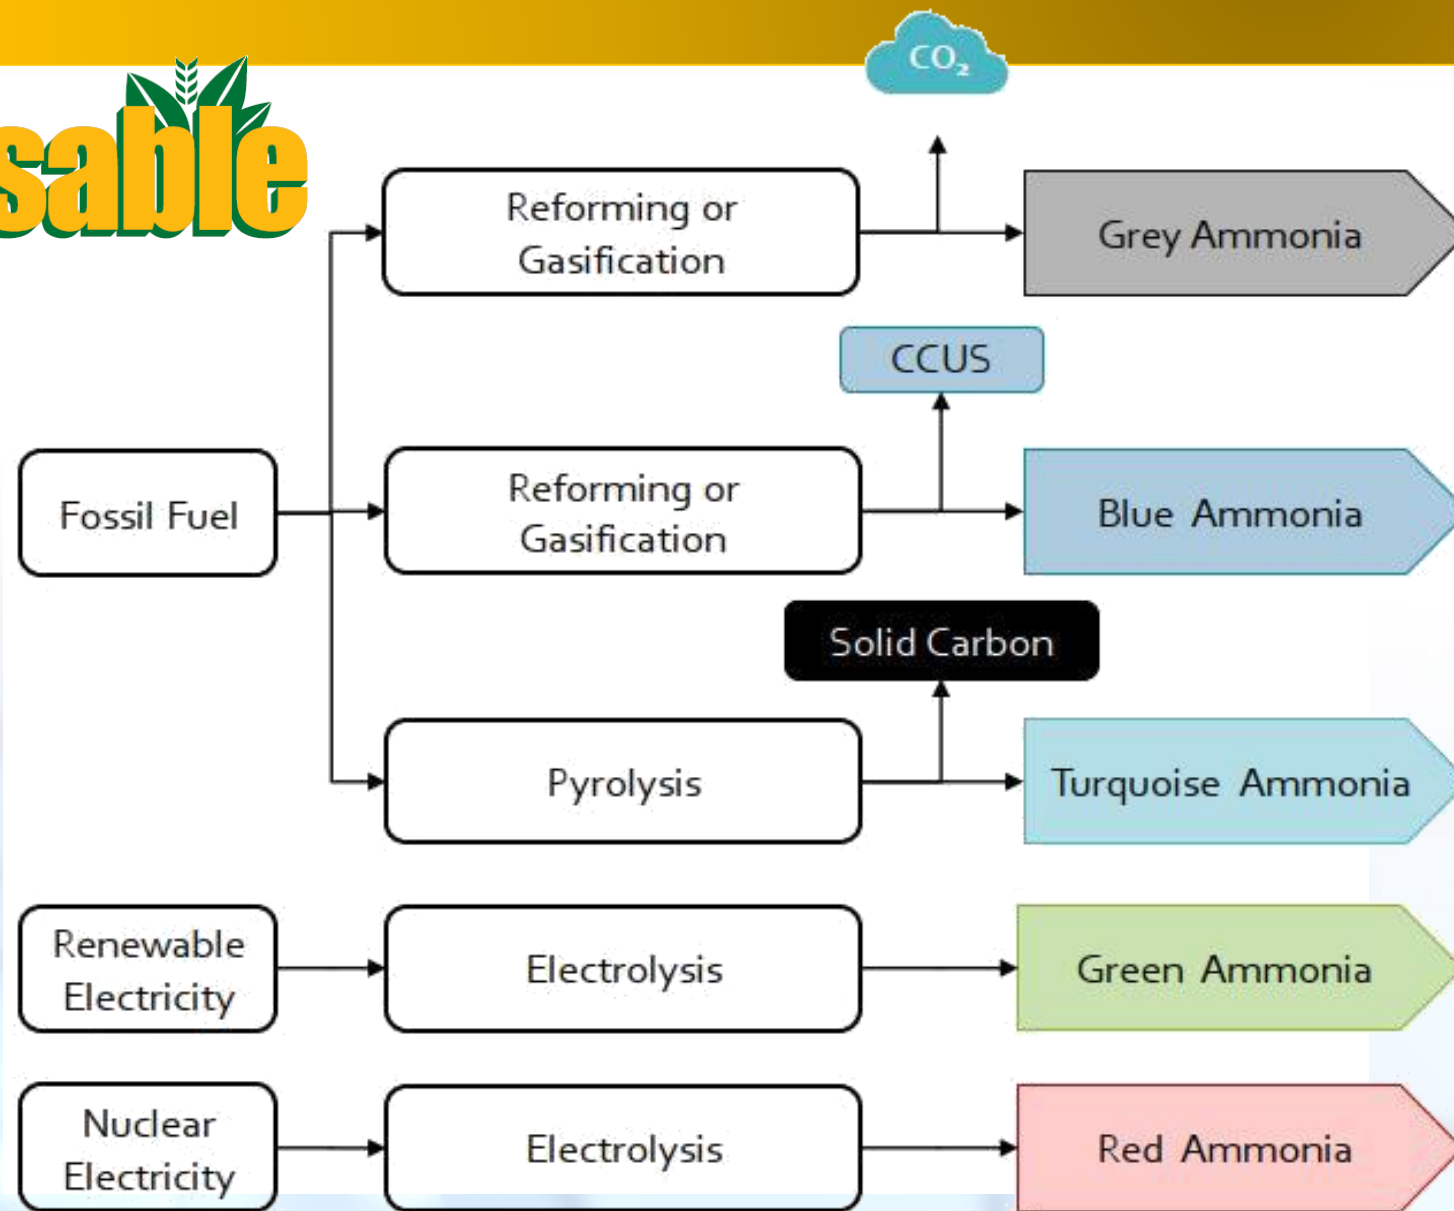 CO₂
sable
Reforming or
Gasification
Grey Ammonia
CCUS
Fossil Fuel
Reforming or
Gasification
Blue Ammonia
Solid Carbon
Pyrolysis
Turquoise Ammonia
Renewable
Electricity
Electrolysis
Green Ammonia
Nuclear
Electricity
Electrolysis
Red Ammonia